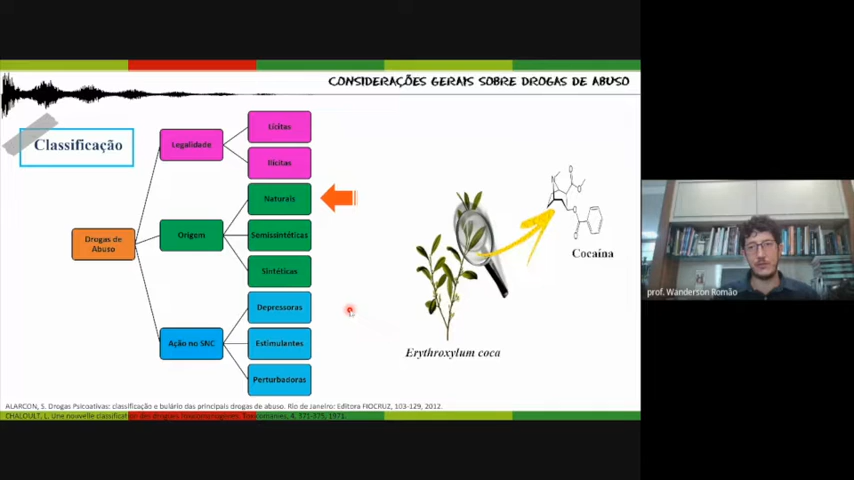 CONSIDERAÇÕES GERAIS SOBRE DROGAS DE ABUSO
Classificação
Drogas de
Abuso
Legalidade
Lícitas
Ilícitas
Origem
Naturais
Semissintéticas
Sintéticas
Ação no SNC
Depressoras
Estimulantes
Perturbadoras
Cocaína
Erythroxylum coca
prof. Wanderson Romão
ALARCON, S. Drogas Psicoativas: classificação e bulário das principais drogas de abuso. Rio de Janeiro: Editora FIOCRUZ, 103-129, 2012.
CHALOULT, L. Une nouvelle classification des drogues Toxicomanies, 4, 371-375, 1971.